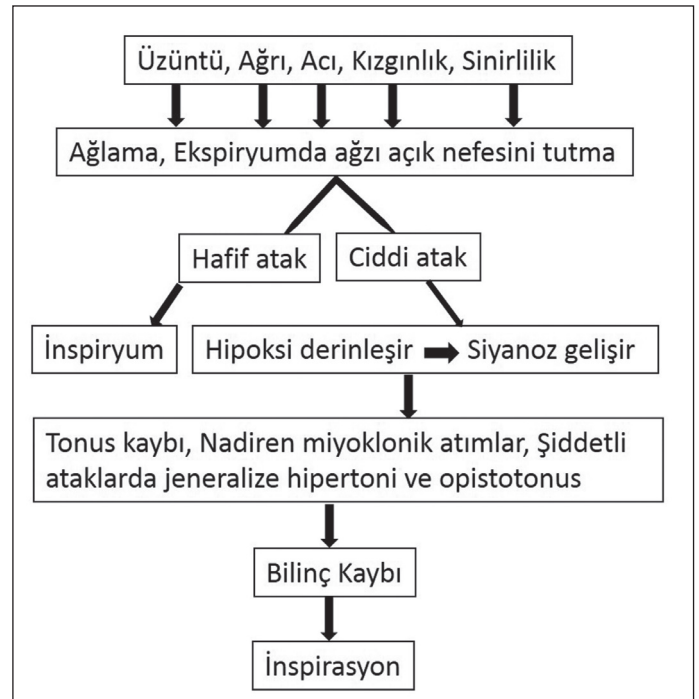 Üzüntü, Ağrı, Acı, Kızgınlık, Sinirlilik
Ağlama, Ekspiryumda ağzı açık nefesini tutma
Hafif atak
Ciddi atak
İnspiryum
Hipoksi derinleşir
Siyanoz gelişir
Tonus kaybı, Nadiren miyoklonik atımlar, Şiddetli
ataklarda jeneralize hipertoni ve opistotonus
Bilinç Kaybı
İnspirasyon